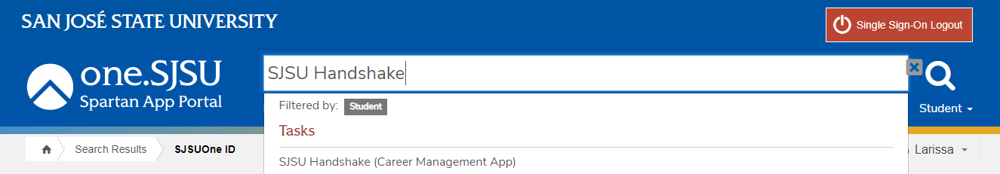 SAN JOSÉ STATE UNIVERSITY
Single Sign-On Logout
one.SJSU
Spartan App Portal
SJSU Handshake
Student
Filtered by: Student
Tasks
Search Results
SJSUOne ID
Larissa
SJSU Handshake (Career Management App)